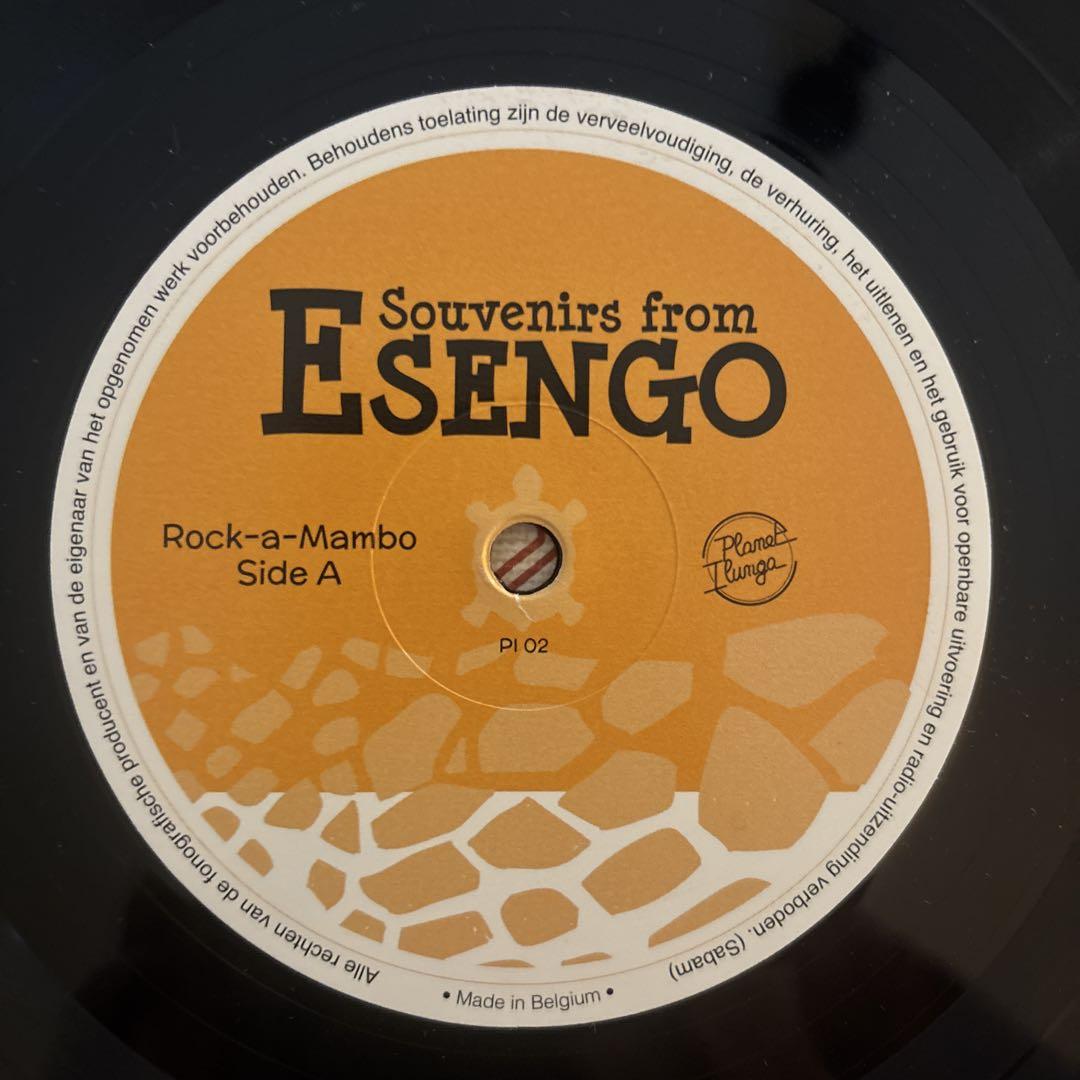 Souvenirs from
ESENGO
Rock-a-Mambo
Side A
Planet
Ilunga
PI 02
Alle rechten van de fonografische producent en van de eigenaar van het opgenomen werk voorbehouden. Behoudens toelating zijn de verveelvoudiging, de verhuring, het uitlenen en het gebruik voor openbare uitvoering en radio-uitzending verboden. (Sabam)
• Made in Belgium •